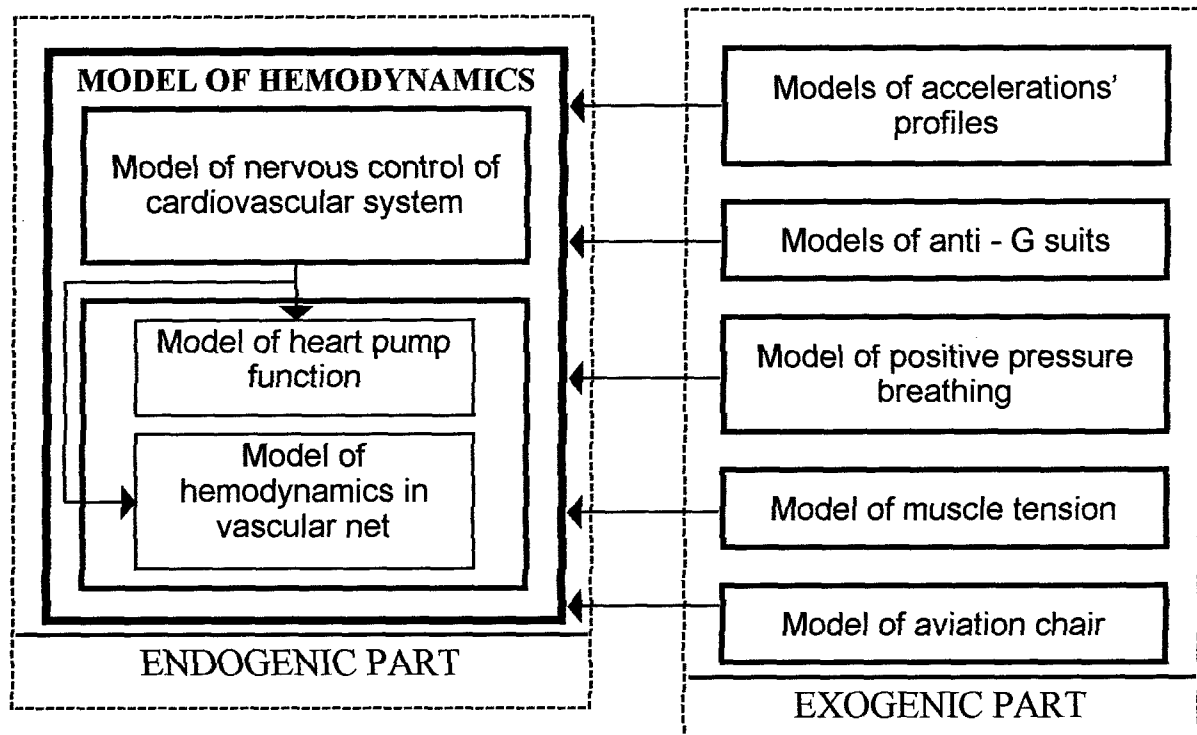 MODEL OF HEMODYNAMICS
Model of nervous control of
cardiovascular system
Model of heart pump
function
Model of
hemodynamics in
vascular net
ENDOGENIC PART
Models of accelerations'
profiles
Models of anti - G suits
Model of positive pressure
breathing
Model of muscle tension
Model of aviation chair
EXOGENIC PART